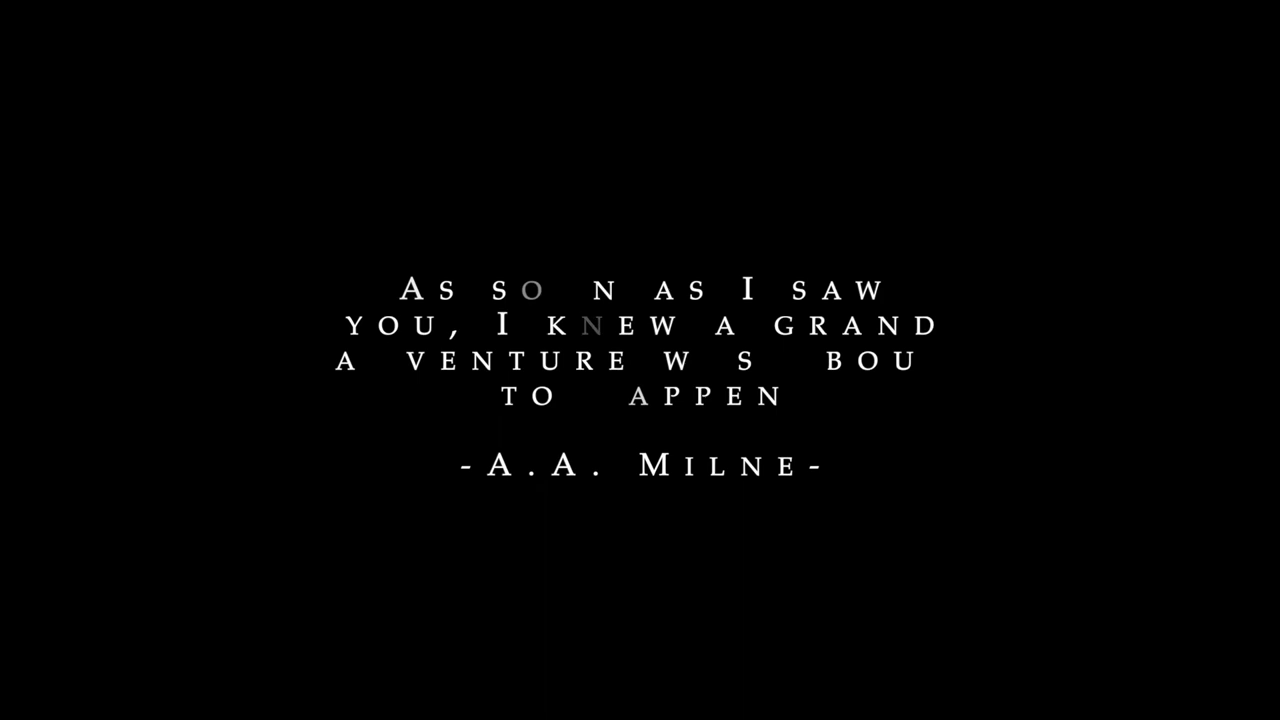 As so n as I saw
you, I knew a grand
a venture w s bou
to appen
-A.A. Milne-